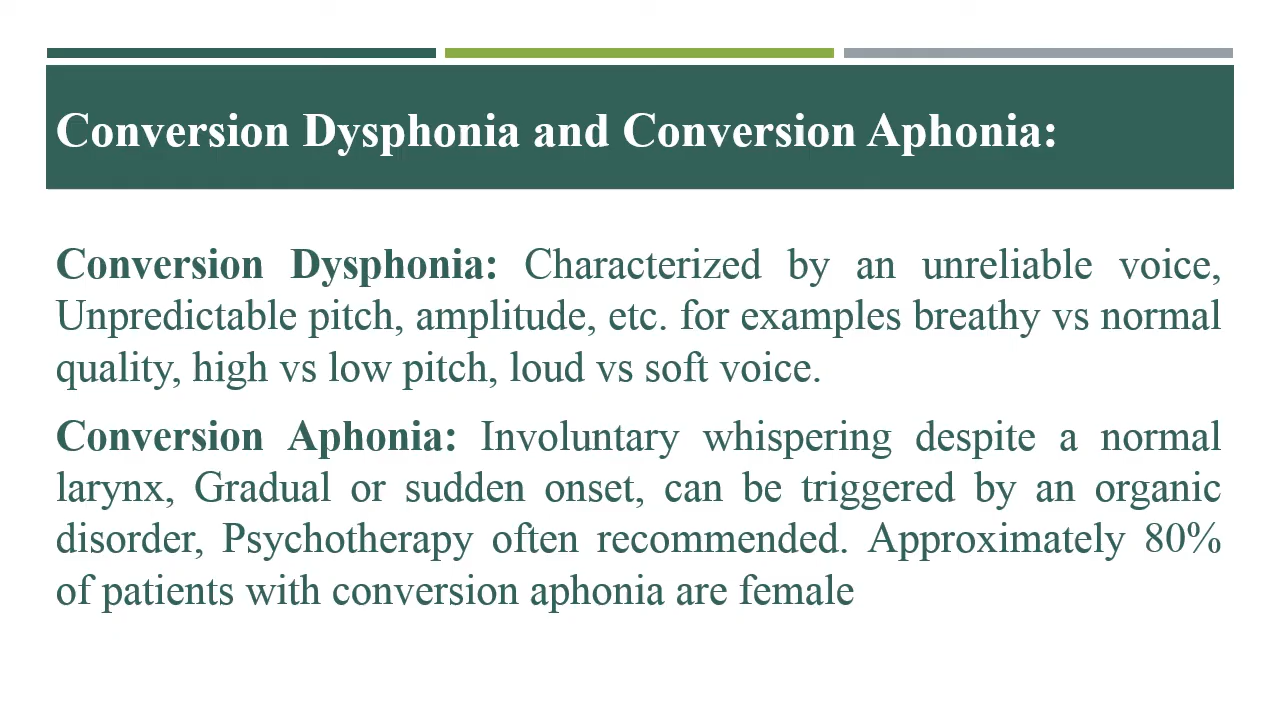 Conversion Dysphonia and Conversion Aphonia:
Conversion Dysphonia: Characterized by an unreliable voice,
Unpredictable pitch, amplitude, etc. for examples breathy vs normal
quality, high vs low pitch, loud vs soft voice.
Conversion Aphonia: Involuntary whispering despite a normal
larynx, Gradual or sudden onset, can be triggered by an organic
disorder, Psychotherapy often recommended. Approximately 80%
of patients with conversion aphonia are female